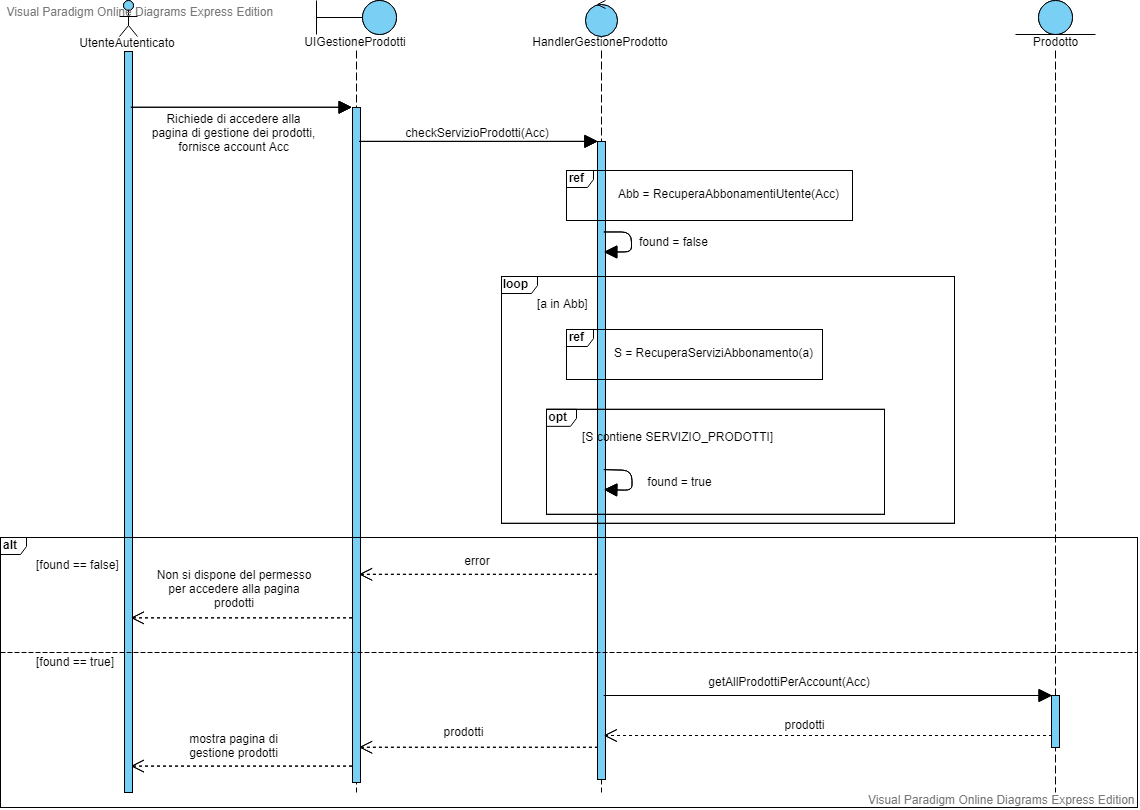 Visual Paradigm Online Diagrams Express Edition
UtenteAutenticato
UIGestioneProdotti
HandlerGestioneProdotto
Prodotto
Richiede di accedere alla
pagina di gestione dei prodotti,
fornisce account Acc
checkServizioProdotti(Acc)
ref
Abb = RecuperaAbbonamentiUtente(Acc)
found = false
loop
[a in Abb]
ref
S = RecuperaServiziAbbonamento(a)
opt
[S contiene SERVIZIO_PRODOTTI]
found = true
alt
[found == false]
error
Non si dispone del permesso
per accedere alla pagina
prodotti
[found == true]
getAllProdottiPerAccount(Acc)
prodotti
prodotti
mostra pagina di
gestione prodotti
Visual Paradigm Online Diagrams Express Edition